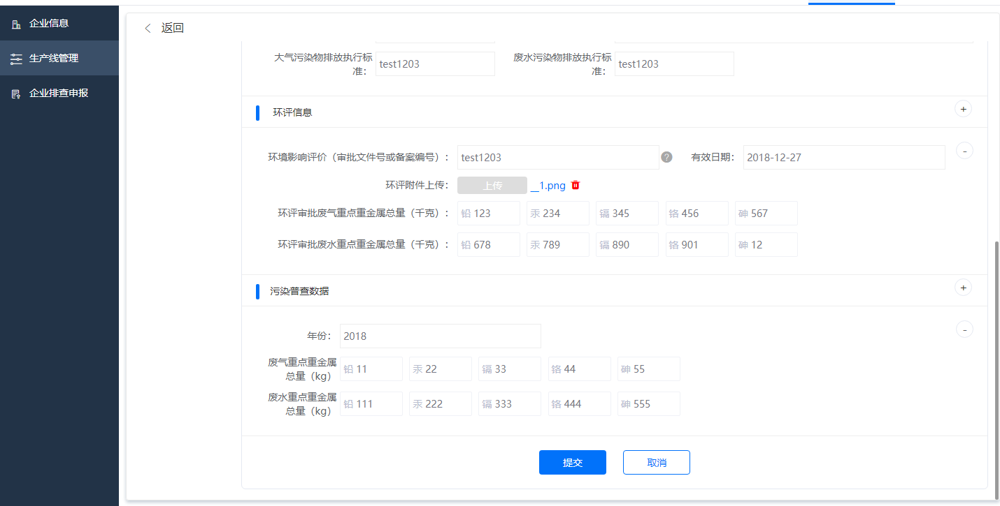 企业信息
生产线管理
企业排查申报
返回
大气污染物排放执行标
准： test1203
废水污染物排放执行标
准： test1203
环评信息 +
环境影响评价（审批文件号或备案编号）： test1203 ? 有效日期： 2018-12-27 -
环评附件上传： 上传 __1.png
环评审批废气重点重金属总量（千克）： 铅 123 汞 234 镉 345 铬 456 砷 567
环评审批废水重点重金属总量（千克）： 铅 678 汞 789 镉 890 铬 901 砷 12
污染普查数据 +
年份： 2018 -
废气重点重金属
总量（kg） 铅 11 汞 22 镉 33 铬 44 砷 55
废水重点重金属
总量（kg） 铅 111 汞 222 镉 333 铬 444 砷 555
提交 取消